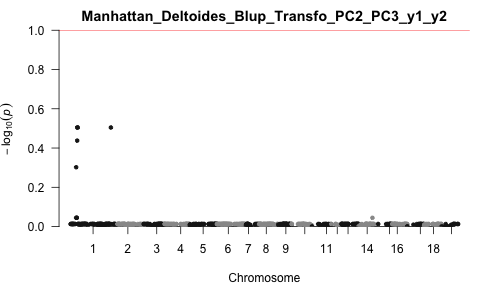 Manhattan_Deltoides_Blup_Transfo_PC2_PC3_y1_y2
1.0
0.8
0.6
0.4
0.2
0.0
− log₁₀(p)
1 2 3 4 5 6 7 8 9 11 14 16 18
Chromosome